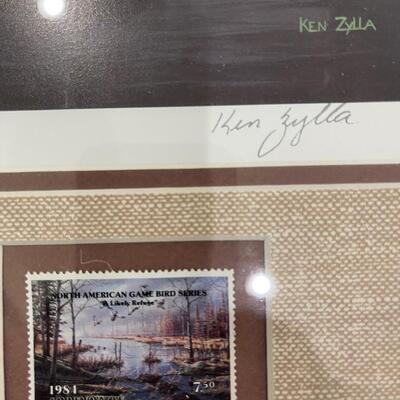 KEN ZYLLA
Ken Zylla
NORTH AMERICAN GAME BIRD SERIES
"A Likely Refuge"
1984 7.50